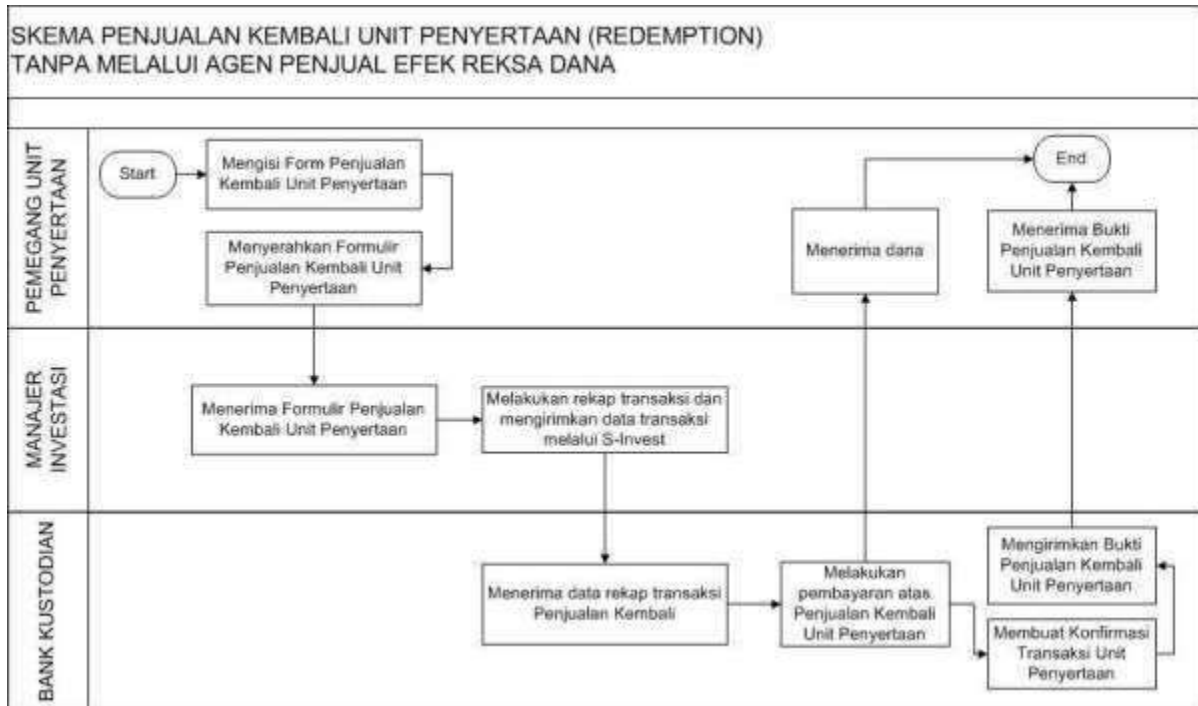 SKEMA PENJUALAN KEMBALI UNIT PENYERTAAN (REDEMPTION)
TANPA MELALUI AGEN PENJUAL EFEK REKSA DANA
PEMEGANG UNIT
PENYERTAAN
Start
Mengisi Form Penjualan
Kembali Unit Penyertaan
Menyerahkan Formulir
Penjualan Kembali Unit
Penyertaan
Menerima dana
End
Menerima Bukti
Penjualan Kembali
Unit Penyertaan
MANAJER
INVESTASI
Menerima Formulir Penjualan
Kembali Unit Penyertaan
Melakukan rekap transaksi dan
mengirimkan data transaksi
melalui S-Invest
BANK KUSTODIAN
Menerima data rekap transaksi
Penjualan Kembali
Melakukan
pembayaran atas
Penjualan Kembali
Unit Penyertaan
Mengirimkan Bukti
Penjualan Kembali
Unit Penyertaan
Membuat Konfirmasi
Transaksi Unit
Penyertaan